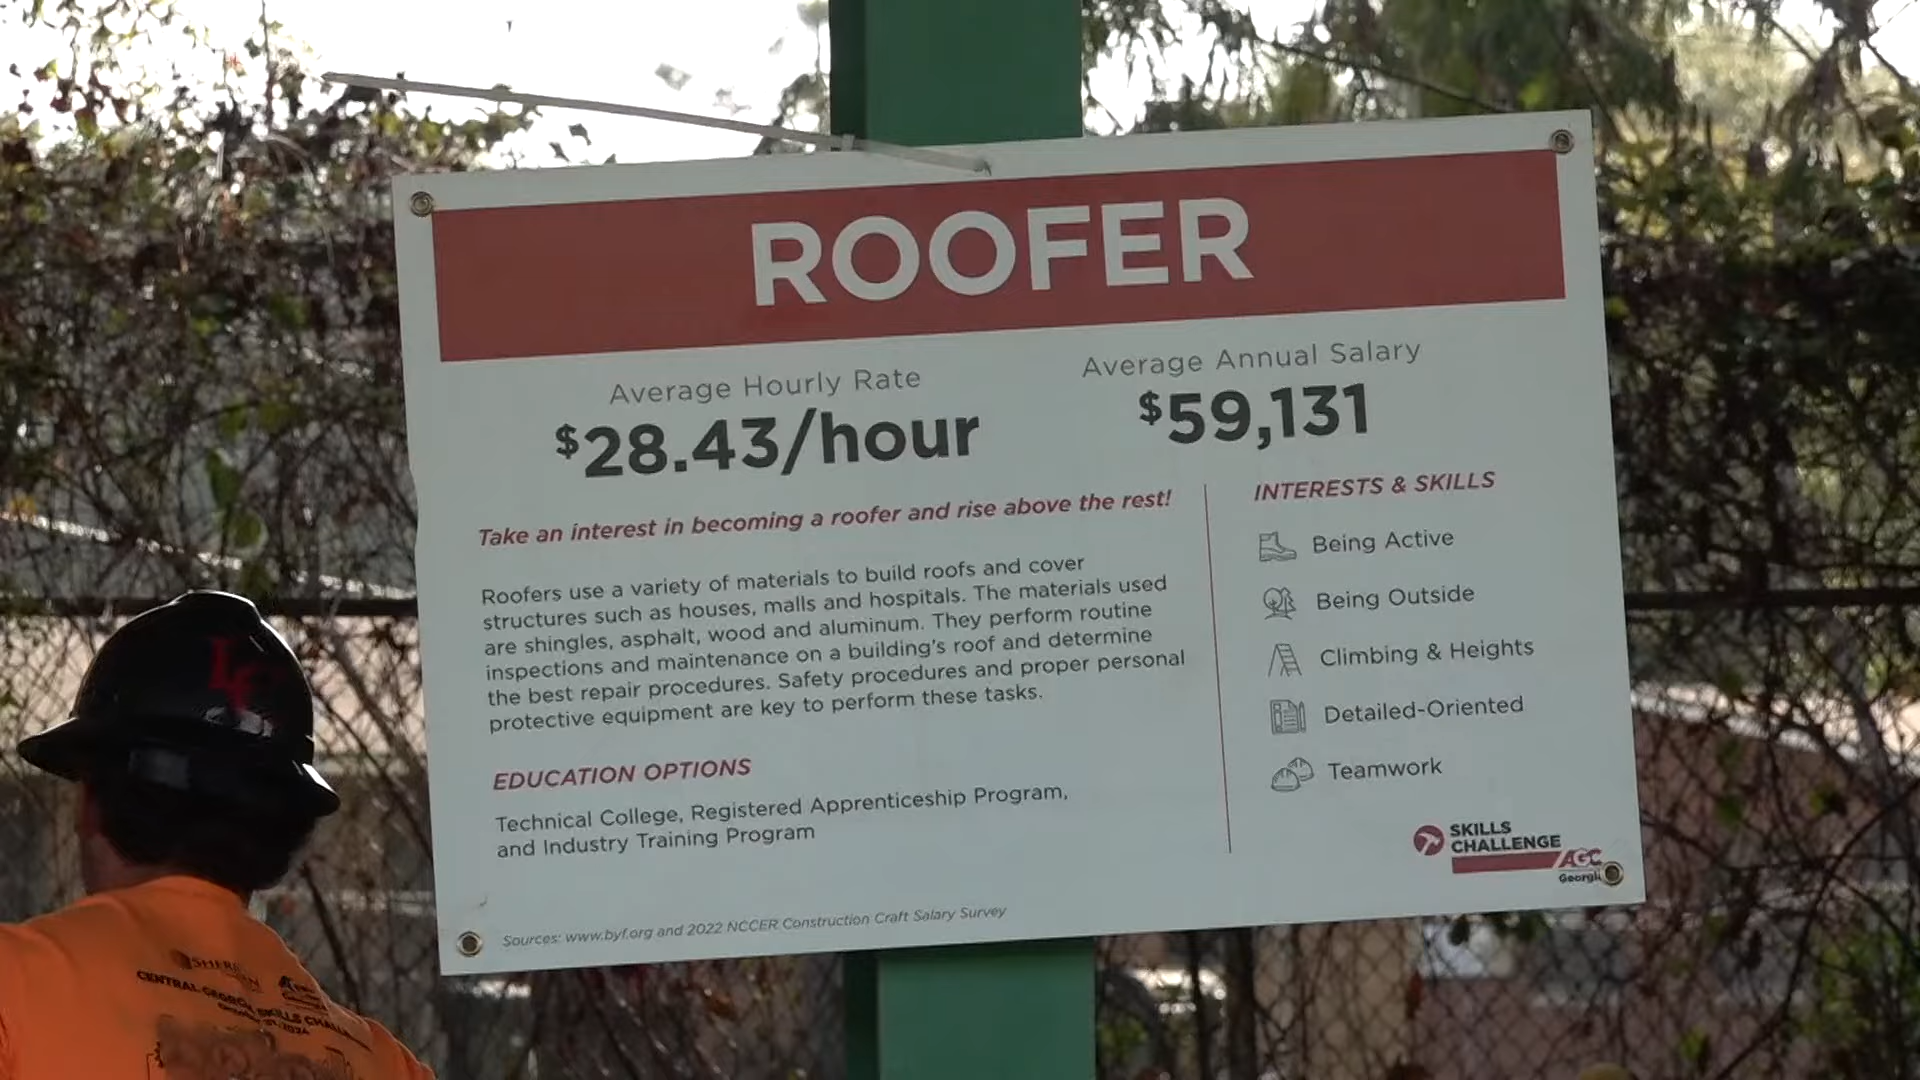 ROOFER
Average Hourly Rate
$28.43/hour
Average Annual Salary
$59,131
Take an interest in becoming a roofer and rise above the rest!
Roofers use a variety of materials to build roofs and cover
structures such as houses, malls and hospitals. The materials used
are shingles, asphalt, wood and aluminum. They perform routine
inspections and maintenance on a building's roof and determine
the best repair procedures. Safety procedures and proper personal
protective equipment are key to perform these tasks.
EDUCATION OPTIONS
Technical College, Registered Apprenticeship Program,
and Industry Training Program
INTERESTS & SKILLS
Being Active
Being Outside
Climbing & Heights
Detailed-Oriented
Teamwork
SKILLS
CHALLENGE
AGC
Sources: www.byf.org and 2022 NCCER Construction Craft Salary Survey
CENTRAL GEORGIA SKILLS
2024